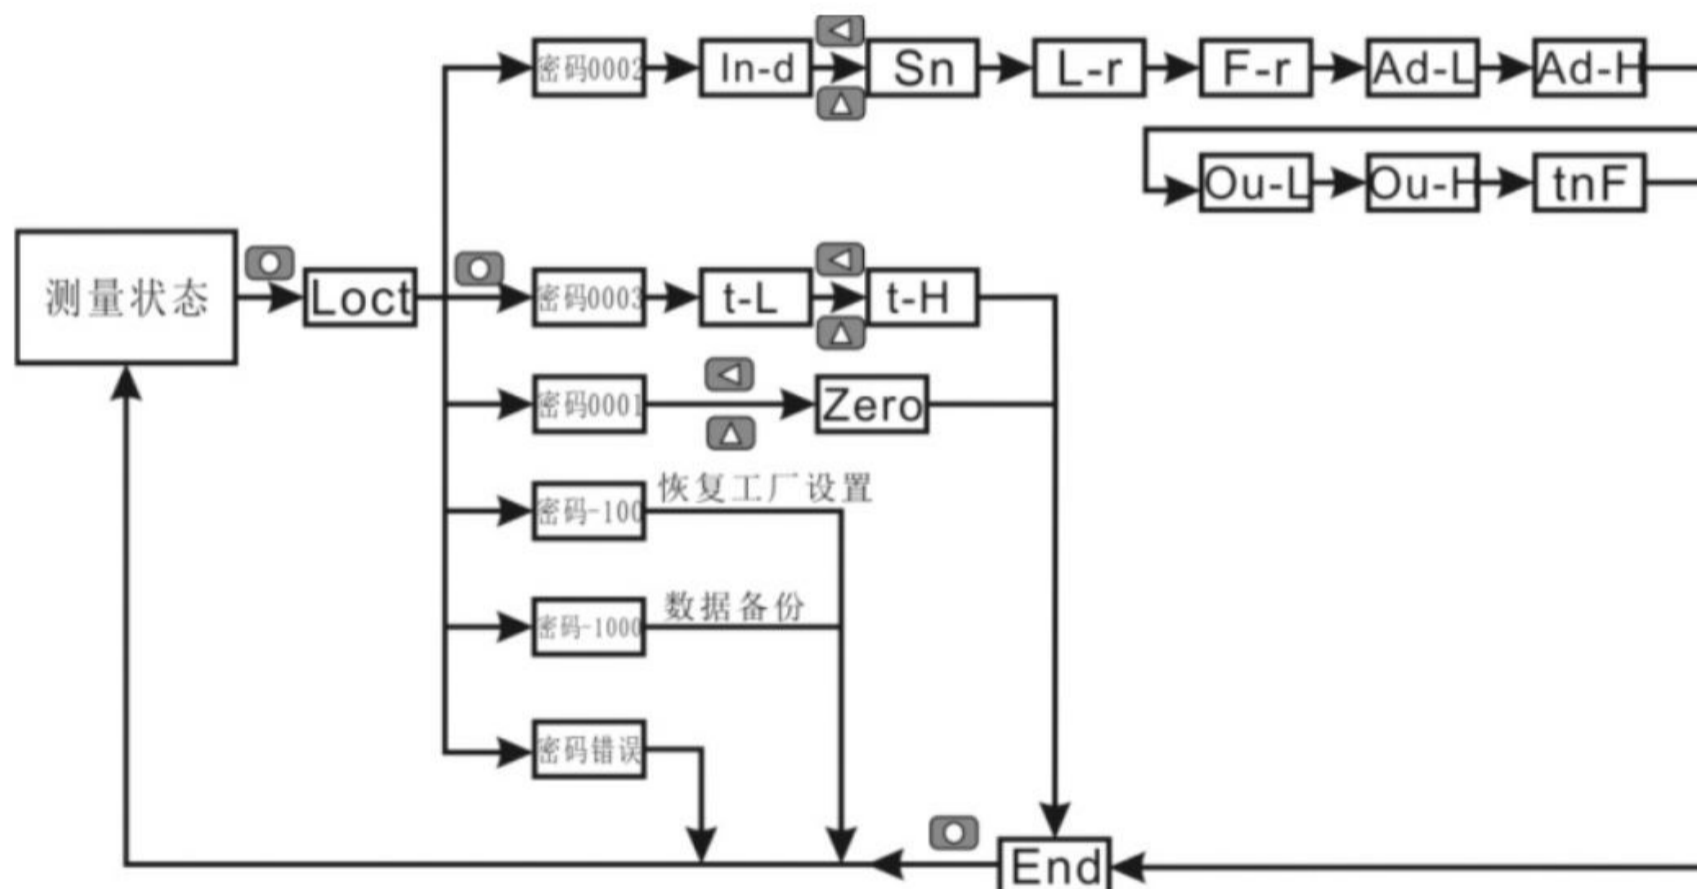 密码0002
In-d
Sn
L-r
F-r
Ad-L
Ad-H
Ou-L
Ou-H
tnF
测量状态
Loct
密码0003
t-L
t-H
密码0001
Zero
密码-100
恢复工厂设置
密码-1000
数据备份
密码错误
End